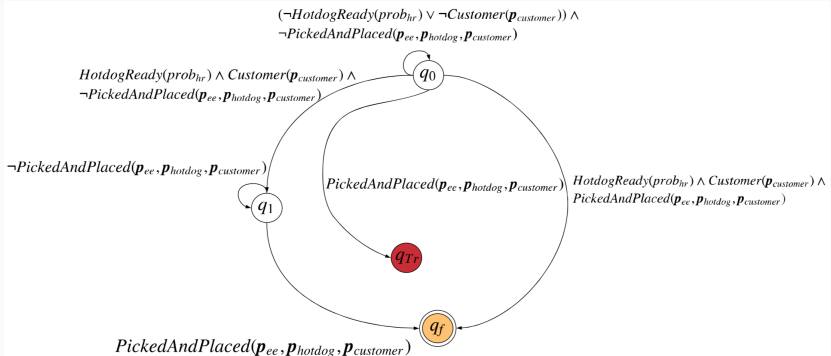 (¬HotdogReady(prob_hr) ∨ ¬Customer(p_customer)) ∧
¬PickedAndPlaced(p_ee, p_hotdog, p_customer)
q_0
HotdogReady(prob_hr) ∧ Customer(p_customer) ∧
¬PickedAndPlaced(p_ee, p_hotdog, p_customer)
¬PickedAndPlaced(p_ee, p_hotdog, p_customer)
q_1
PickedAndPlaced(p_ee, p_hotdog, p_customer)
HotdogReady(prob_hr) ∧ Customer(p_customer) ∧
PickedAndPlaced(p_ee, p_hotdog, p_customer)
q_Tr
q_f
PickedAndPlaced(p_ee, p_hotdog, p_customer)